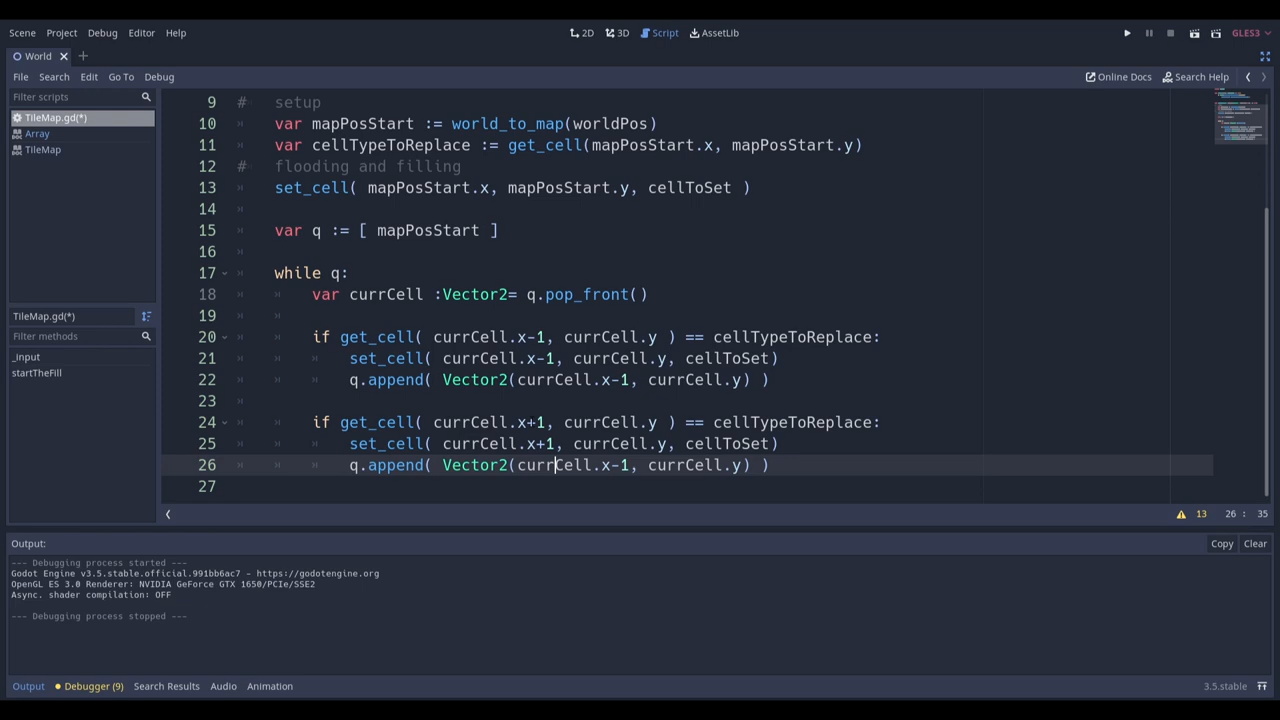 Scene Project Debug Editor Help 2D 3D Script AssetLib GLES3
World
File Search Edit Go To Debug Online Docs Search Help
Filter scripts
TileMap.gd(*)
Array
TileMap
TileMap.gd(*)
Filter methods
_input
startTheFill
9 # setup
10 var mapPosStart := world_to_map(worldPos)
11 var cellTypeToReplace := get_cell(mapPosStart.x, mapPosStart.y)
12 # flooding and filling
13 set_cell( mapPosStart.x, mapPosStart.y, cellToSet )
14
15 var q := [ mapPosStart ]
16
17 while q:
18 var currCell :Vector2= q.pop_front()
19
20 if get_cell( currCell.x-1, currCell.y ) == cellTypeToReplace:
21 set_cell( currCell.x-1, currCell.y, cellToSet)
22 q.append( Vector2(currCell.x-1, currCell.y) )
23
24 if get_cell( currCell.x+1, currCell.y ) == cellTypeToReplace:
25 set_cell( currCell.x+1, currCell.y, cellToSet)
26 q.append( Vector2(currCell.x-1, currCell.y) )
27
13 26 : 35
Output: Copy Clear
--- Debugging process started ---
Godot Engine v3.5.stable.official.991bb6ac7 - https://godotengine.org
OpenGL ES 3.0 Renderer: NVIDIA GeForce GTX 1650/PCIe/SSE2
Async. shader compilation: OFF
--- Debugging process stopped ---
Output Debugger (9) Search Results Audio Animation 3.5.stable